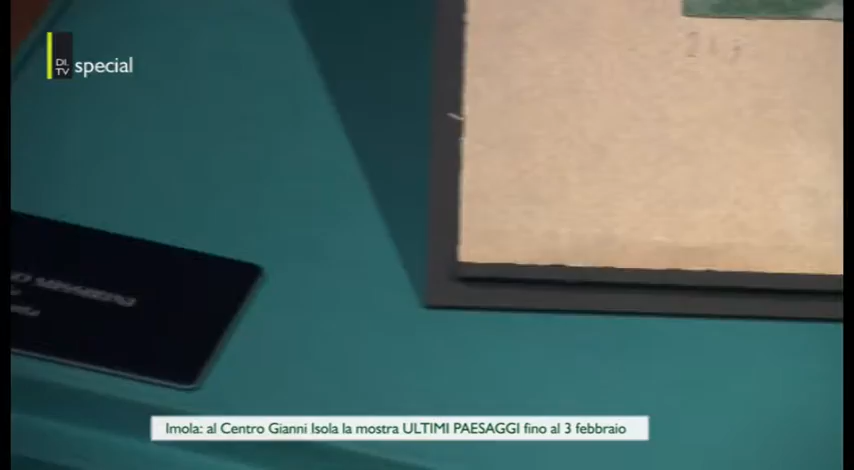 DI.
TV special
Imola: al Centro Gianni Isola la mostra ULTIMI PAESAGGI fino al 3 febbraio